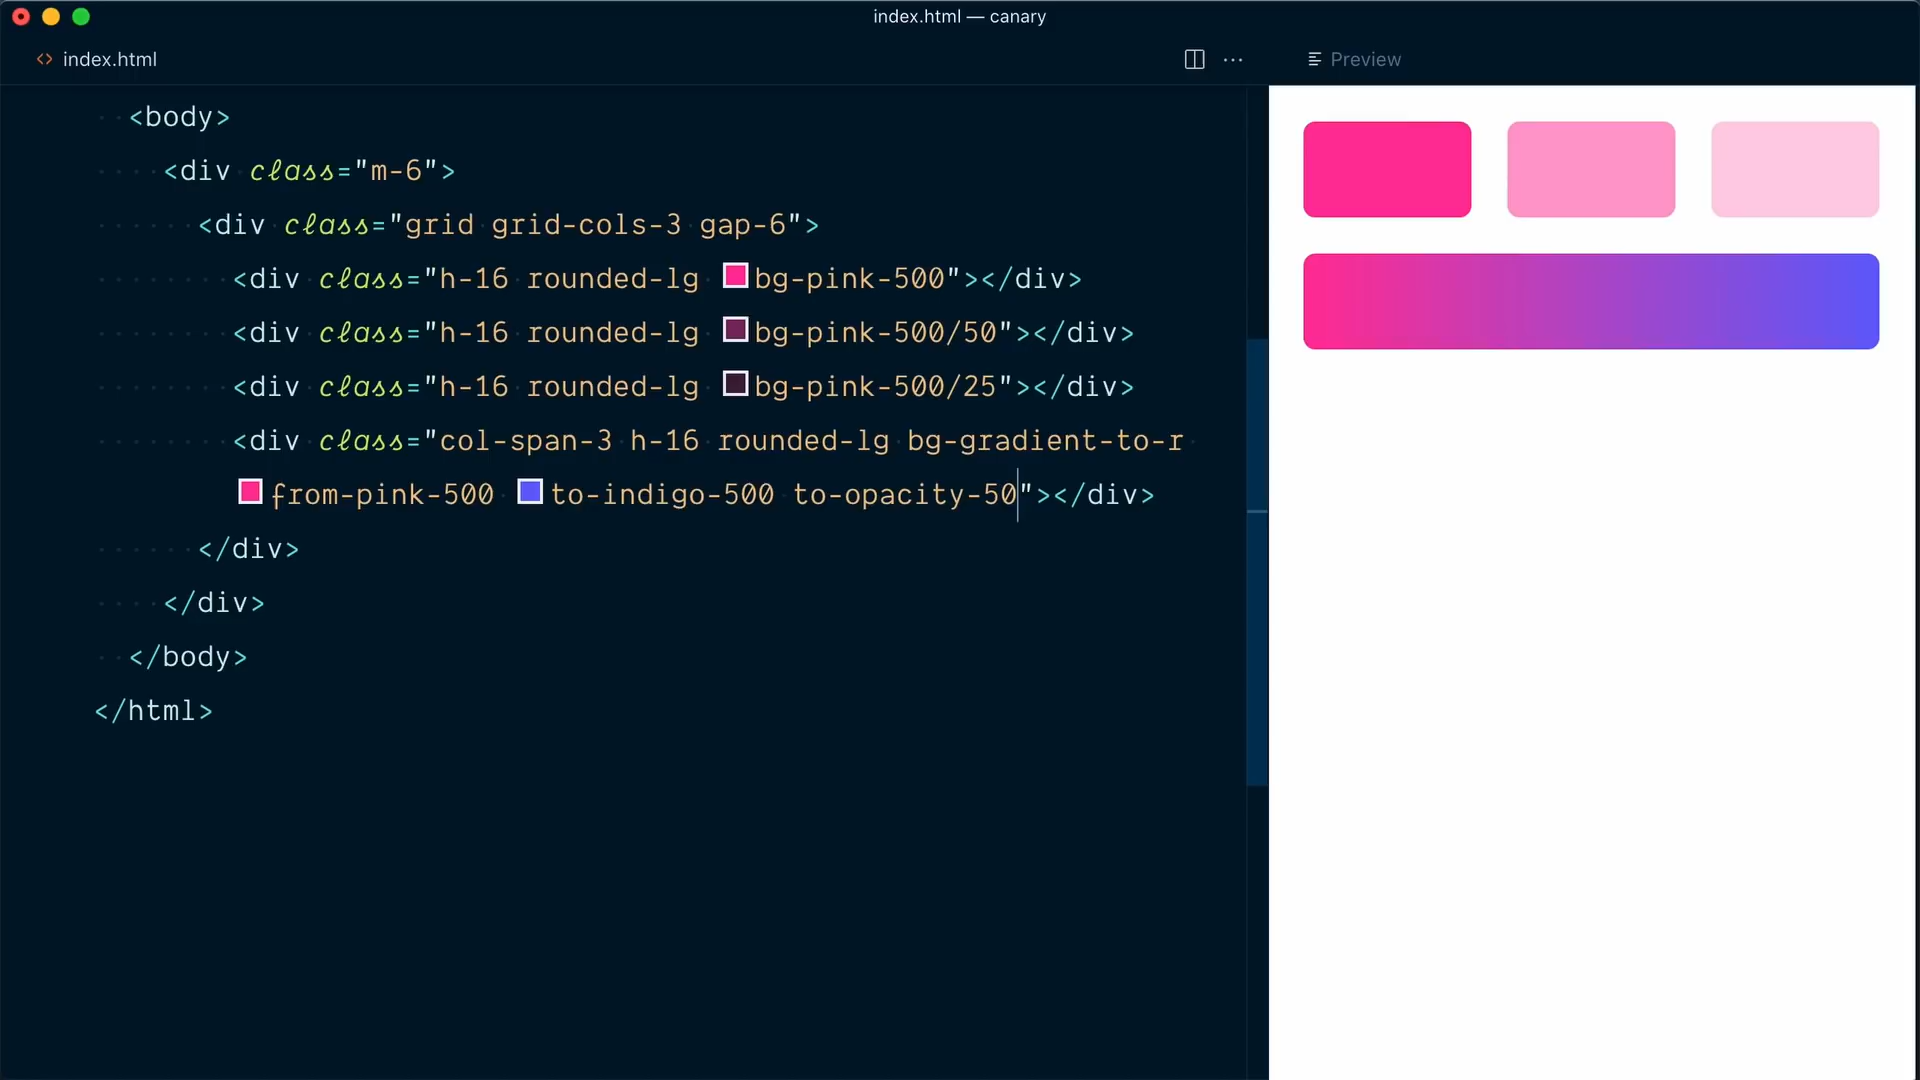 index.html — canary
<> index.html
Preview
<body>
<div class="m-6">
<div class="grid grid-cols-3 gap-6">
<div class="h-16 rounded-lg bg-pink-500"></div>
<div class="h-16 rounded-lg bg-pink-500/50"></div>
<div class="h-16 rounded-lg bg-pink-500/25"></div>
<div class="col-span-3 h-16 rounded-lg bg-gradient-to-r
from-pink-500 to-indigo-500 to-opacity-50"></div>
</div>
</div>
</body>
</html>